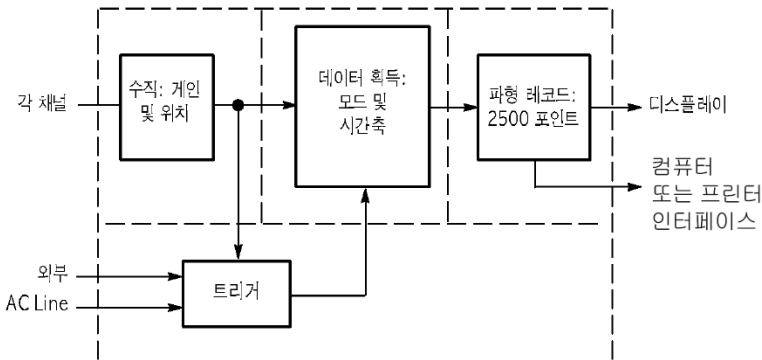 각 채널
수직: 게인
및 위치
데이터 획득:
모드 및
시간축
파형 레코드:
2500 포인트
디스플레이
컴퓨터
또는 프린터
인터페이스
외부
AC Line
트리거